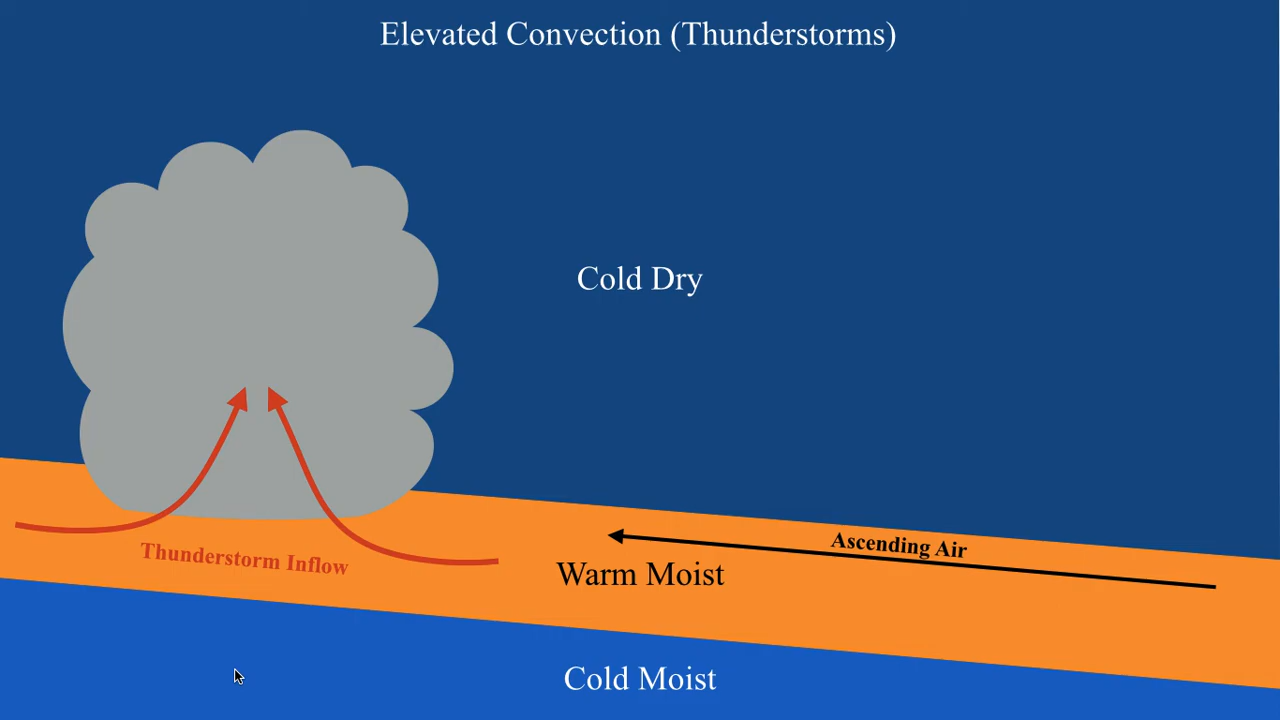 Elevated Convection (Thunderstorms)
Cold Dry
Ascending Air
Thunderstorm Inflow
Warm Moist
Cold Moist